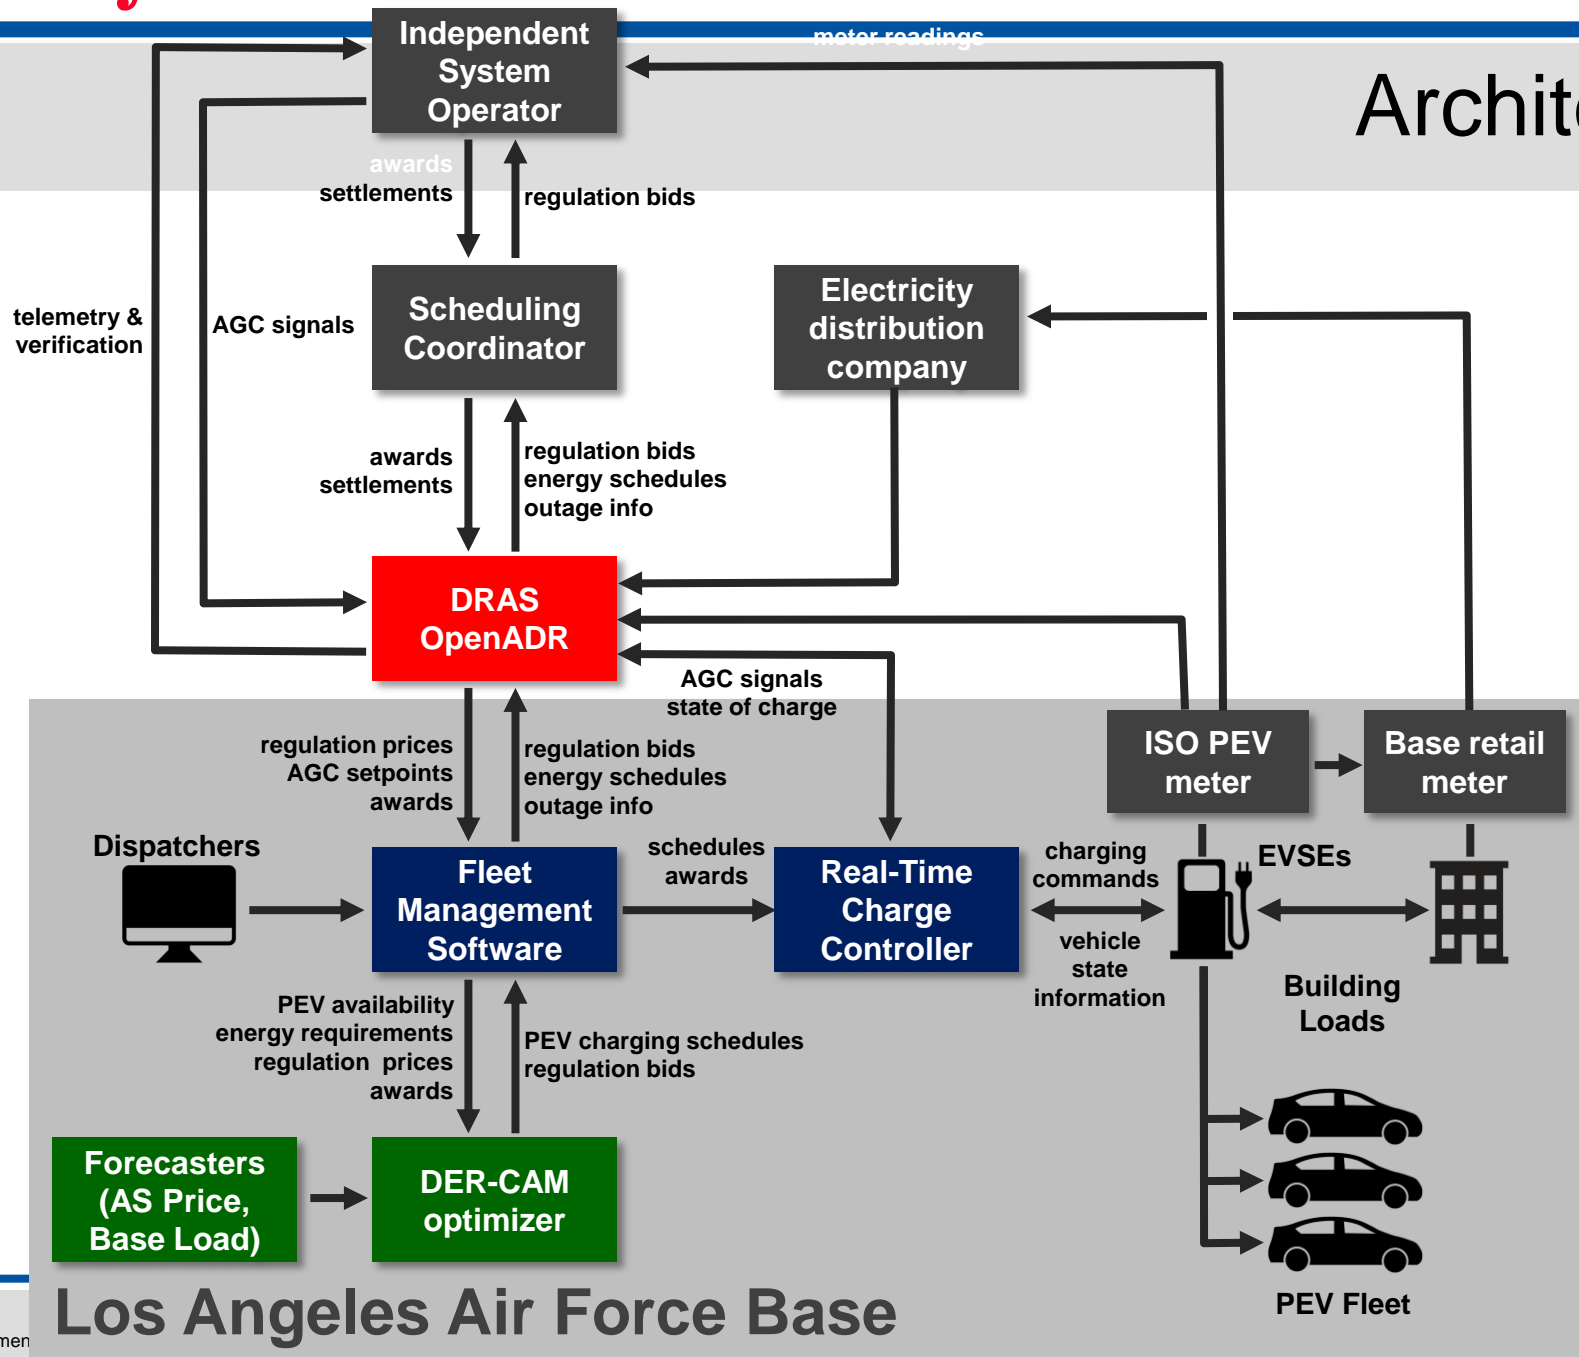 Independent
System
Operator
meter readings
Archit
awards
settlements
regulation bids
telemetry &
verification
AGC signals
Scheduling
Coordinator
Electricity
distribution
company
awards
settlements
regulation bids
energy schedules
outage info
DRAS
OpenADR
AGC signals
state of charge
regulation prices
AGC setpoints
awards
regulation bids
energy schedules
outage info
ISO PEV
meter
Base retail
meter
Dispatchers
Fleet
Management
Software
schedules
awards
Real-Time
Charge
Controller
charging
commands
vehicle
state
information
EVSEs
Building
Loads
PEV availability
energy requirements
regulation prices
awards
PEV charging schedules
regulation bids
Forecasters
(AS Price,
Base Load)
DER-CAM
optimizer
PEV Fleet
Los Angeles Air Force Base
men